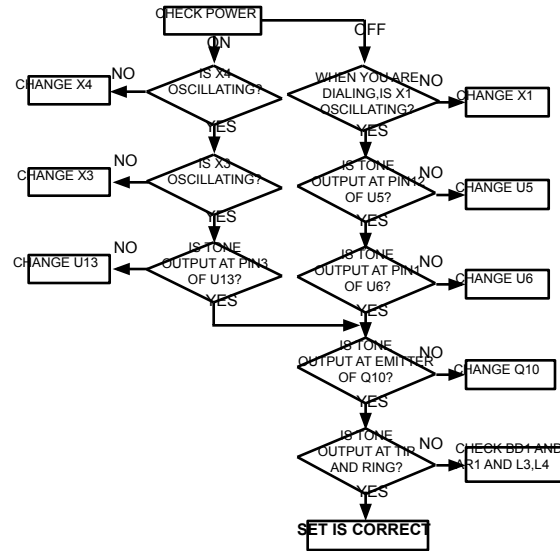 CHECK POWER
ON
OFF
IS X4
OSCILLATING?
NO
CHANGE X4
YES
WHEN YOU ARE
DIALING,IS X1
OSCILLATING?
NO
CHANGE X1
YES
IS X3
OSCILLATING?
NO
CHANGE X3
YES
IS TONE
OUTPUT AT PIN12
OF U5?
NO
CHANGE U5
YES
IS TONE
OUTPUT AT PIN3
OF U13?
NO
CHANGE U13
YES
IS TONE
OUTPUT AT PIN1
OF U6?
NO
CHANGE U6
YES
IS TONE
OUTPUT AT EMITTER
OF Q10?
NO
CHANGE Q10
YES
IS TONE
OUTPUT AT TIP
AND RING?
NO
CHECK BD1 AND
AR1 AND L3,L4
YES
SET IS CORRECT